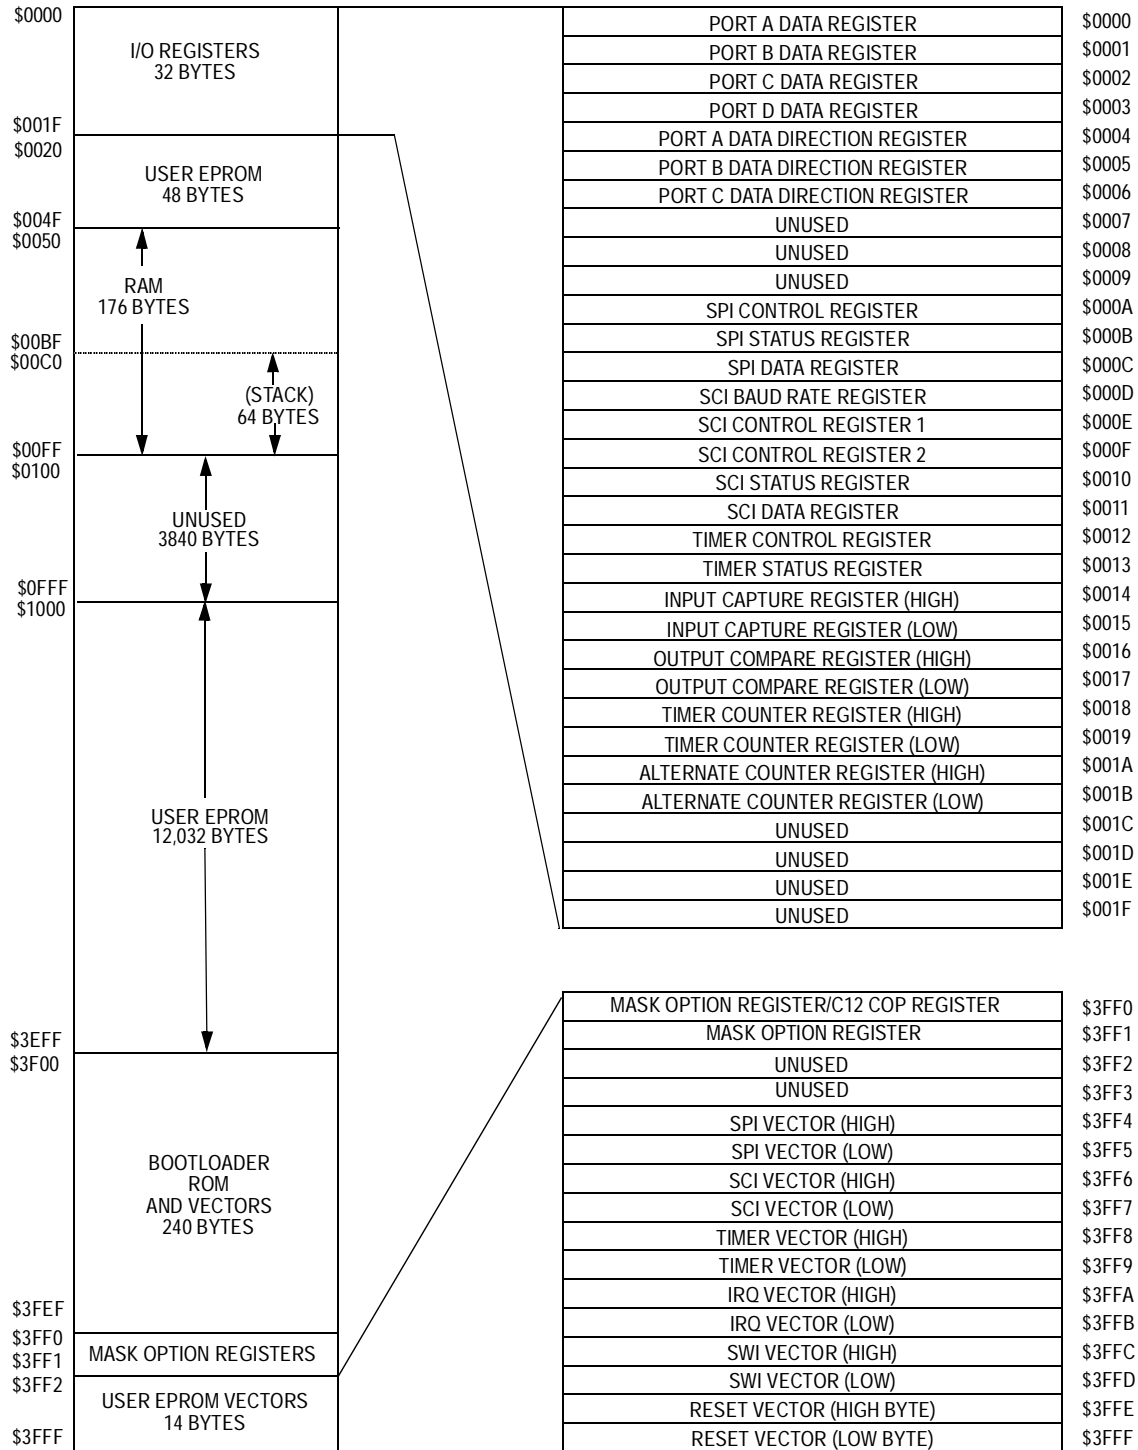 $0000
I/O REGISTERS
32 BYTES
$001F
$0020
USER EPROM
48 BYTES
$004F
$0050
RAM
176 BYTES
$00BF
$00C0
(STACK)
64 BYTES
$00FF
$0100
UNUSED
3840 BYTES
$0FFF
$1000
USER EPROM
12,032 BYTES
$3EFF
$3F00
BOOTLOADER
ROM
AND VECTORS
240 BYTES
$3FEF
$3FF0
$3FF1
MASK OPTION REGISTERS
$3FF2
USER EPROM VECTORS
14 BYTES
$3FFF
PORT A DATA REGISTER $0000
PORT B DATA REGISTER $0001
PORT C DATA REGISTER $0002
PORT D DATA REGISTER $0003
PORT A DATA DIRECTION REGISTER $0004
PORT B DATA DIRECTION REGISTER $0005
PORT C DATA DIRECTION REGISTER $0006
UNUSED $0007
UNUSED $0008
UNUSED $0009
SPI CONTROL REGISTER $000A
SPI STATUS REGISTER $000B
SPI DATA REGISTER $000C
SCI BAUD RATE REGISTER $000D
SCI CONTROL REGISTER 1 $000E
SCI CONTROL REGISTER 2 $000F
SCI STATUS REGISTER $0010
SCI DATA REGISTER $0011
TIMER CONTROL REGISTER $0012
TIMER STATUS REGISTER $0013
INPUT CAPTURE REGISTER (HIGH) $0014
INPUT CAPTURE REGISTER (LOW) $0015
OUTPUT COMPARE REGISTER (HIGH) $0016
OUTPUT COMPARE REGISTER (LOW) $0017
TIMER COUNTER REGISTER (HIGH) $0018
TIMER COUNTER REGISTER (LOW) $0019
ALTERNATE COUNTER REGISTER (HIGH) $001A
ALTERNATE COUNTER REGISTER (LOW) $001B
UNUSED $001C
UNUSED $001D
UNUSED $001E
UNUSED $001F
MASK OPTION REGISTER/C12 COP REGISTER $3FF0
MASK OPTION REGISTER $3FF1
UNUSED $3FF2
UNUSED $3FF3
SPI VECTOR (HIGH) $3FF4
SPI VECTOR (LOW) $3FF5
SCI VECTOR (HIGH) $3FF6
SCI VECTOR (LOW) $3FF7
TIMER VECTOR (HIGH) $3FF8
TIMER VECTOR (LOW) $3FF9
IRQ VECTOR (HIGH) $3FFA
IRQ VECTOR (LOW) $3FFB
SWI VECTOR (HIGH) $3FFC
SWI VECTOR (LOW) $3FFD
RESET VECTOR (HIGH BYTE) $3FFE
RESET VECTOR (LOW BYTE) $3FFF